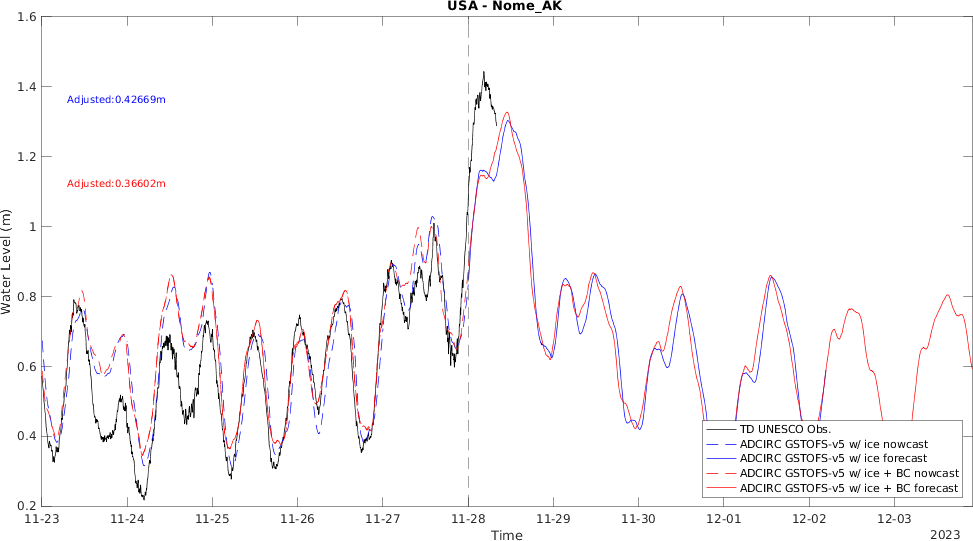 USA - Nome_AK
1.6
1.4
1.2
1
0.8
0.6
0.4
0.2
Water Level (m)
Adjusted:0.42669m
Adjusted:0.36602m
TD UNESCO Obs.
ADCIRC GSTOFS-v5 w/ ice nowcast
ADCIRC GSTOFS-v5 w/ ice forecast
ADCIRC GSTOFS-v5 w/ ice + BC nowcast
ADCIRC GSTOFS-v5 w/ ice + BC forecast
11-23 11-24 11-25 11-26 11-27 11-28 11-29 11-30 12-01 12-02 12-03
Time
2023